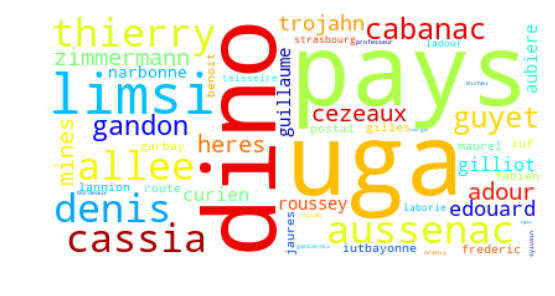 thierry
trojahn
cabanac
strasbourg
professeur
ladour
zimmermann
benoit
guillaume
aubiere
narbonne
teisseire
limsi
dino
pays
gandon
cezeaux
guyet
postal
gilles
mines
garbay
heres
maurel
iuf
allee
uga
gilliot
fabien
lannion
route
curien
adour
denis
roussey
laborie
edouard
cassia
jaures
aussenac
iutbayonne
frederic
sylvain